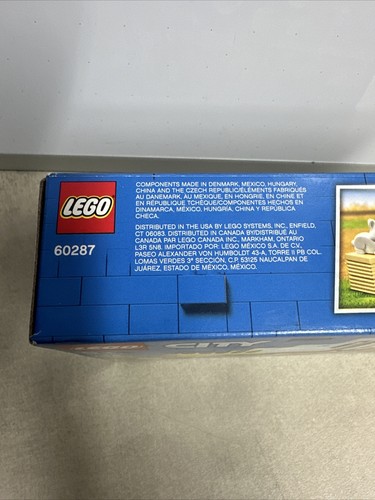 LEGO
60287
COMPONENTS MADE IN DENMARK, MEXICO, HUNGARY,
CHINA AND THE CZECH REPUBLIC/ÉLÉMENTS FABRIQUÉS
AU DANEMARK, AU MEXIQUE, EN HONGRIE, EN CHINE ET
EN RÉPUBLIQUE TCHÈQUE/COMPONENTES HECHOS EN
DINAMARCA, MÉXICO, HUNGRÍA, CHINA Y REPÚBLICA
CHECA.
DISTRIBUTED IN THE USA BY LEGO SYSTEMS, INC., ENFIELD,
CT 06083. DISTRIBUTED IN CANADA BY/DISTRIBUÉ AU
CANADA PAR LEGO CANADA INC., MARKHAM, ONTARIO
L3R 5N8. IMPORTADO POR LEGO MÉXICO S.A. DE C.V.,
PASEO ALEXANDER VON HUMBOLDT 43-A, TORRE II PB COL.
LOMAS VERDES 3ª SECCIÓN, C.P. 53125 NAUCALPAN DE
JUÁREZ, ESTADO DE MÉXICO, MÉXICO.
CITY